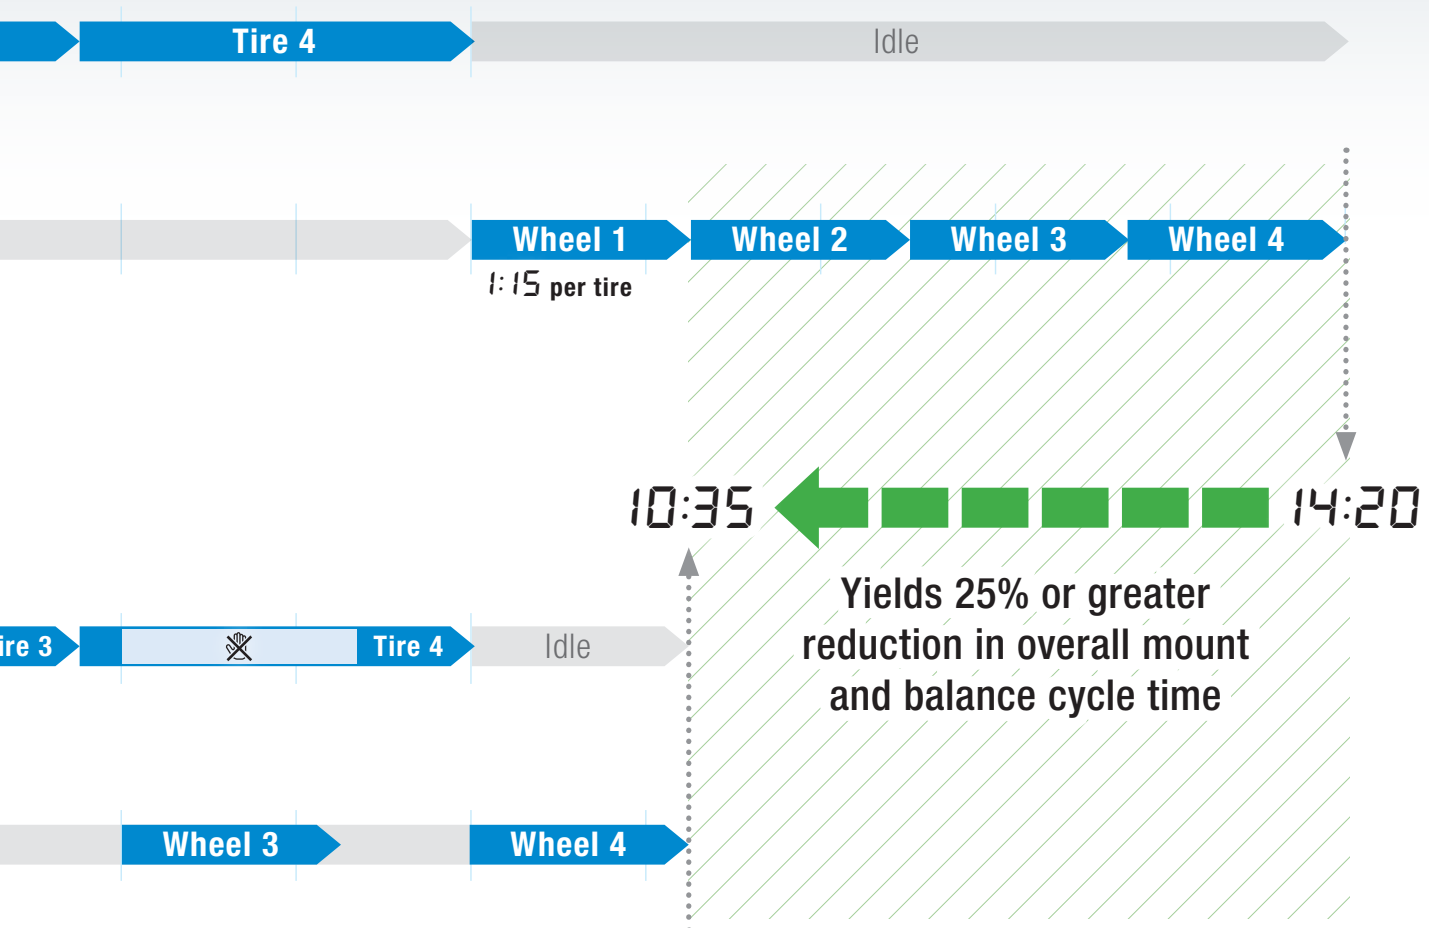 Tire 4
Idle
Wheel 1
Wheel 2
Wheel 3
Wheel 4
1:15 per tire
10:35
14:20
Yields 25% or greater
reduction in overall mount
and balance cycle time
ire 3
Tire 4
Idle
Wheel 3
Wheel 4